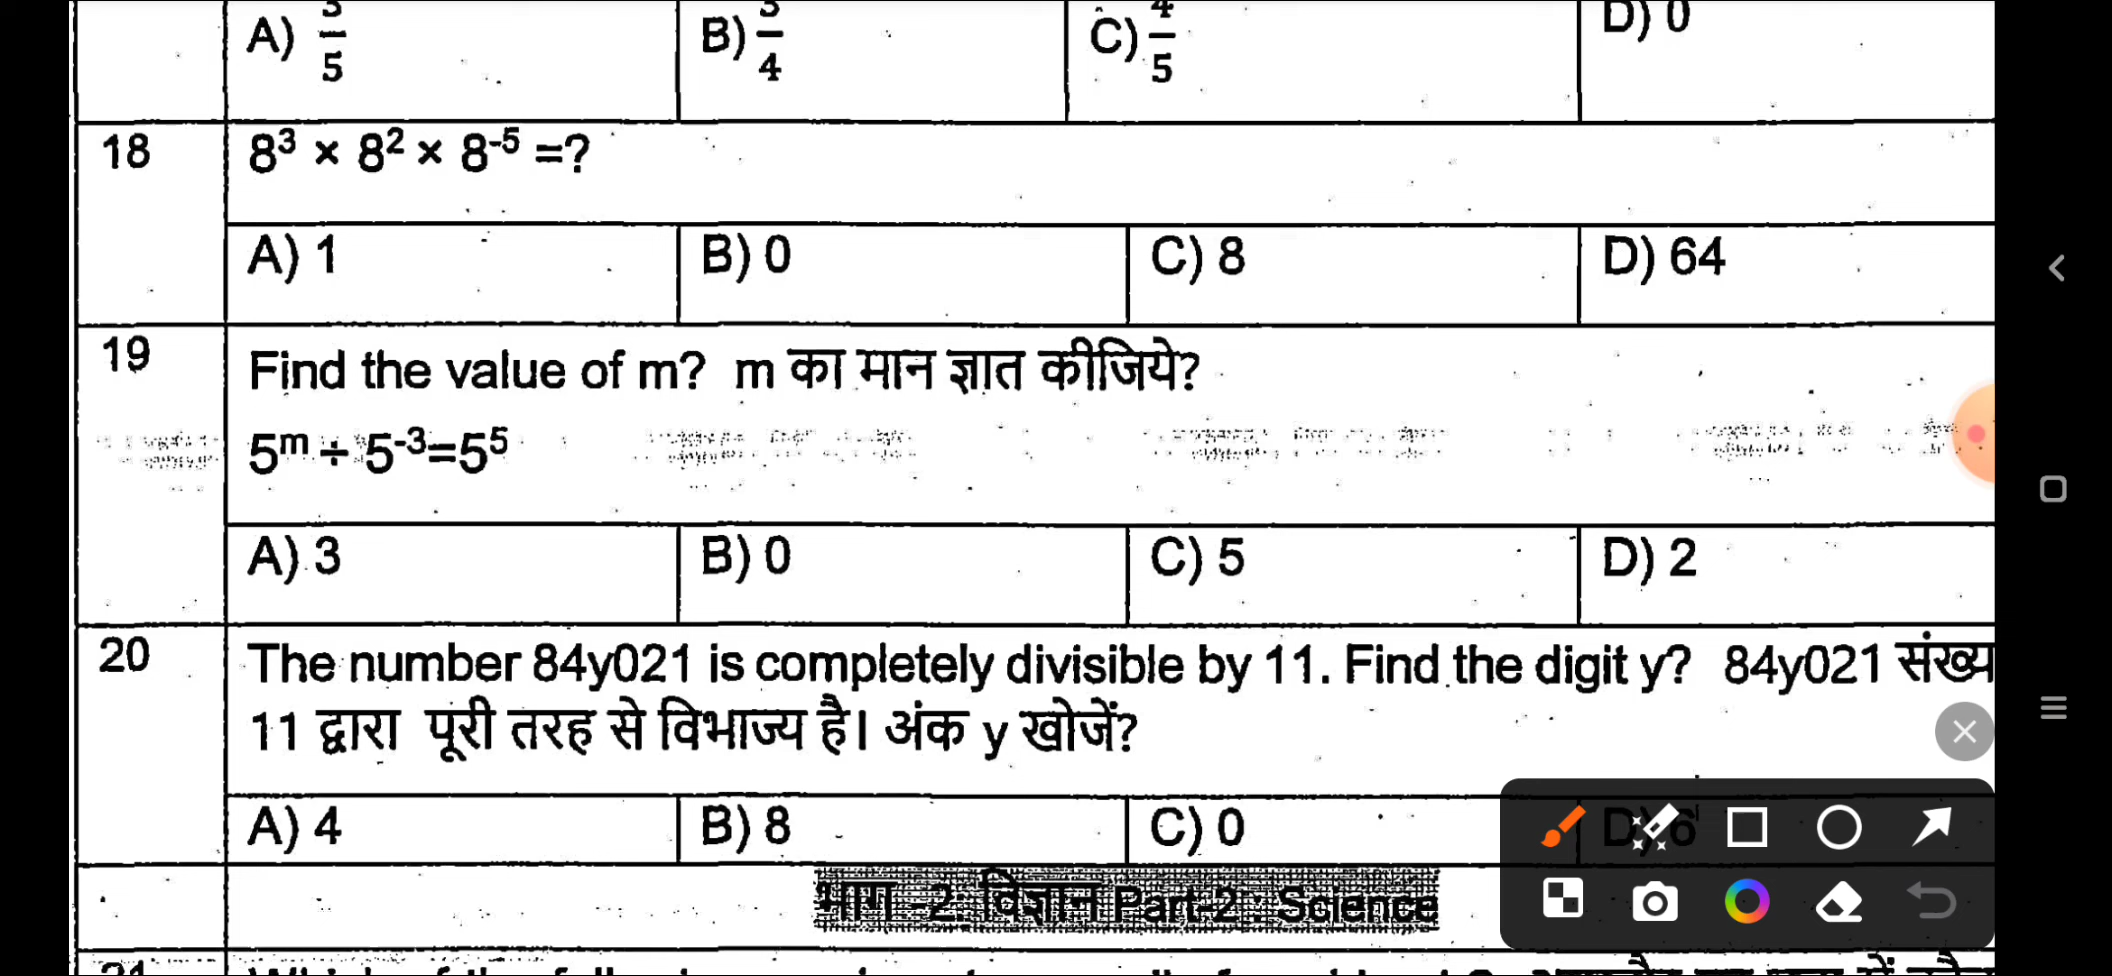 A) 3/5 B) 3/4 C) 4/5 D) 0
18 8³ × 8² × 8⁻⁵ =?
A) 1 B) 0 C) 8 D) 64
19 Find the value of m? m का मान ज्ञात कीजिये?
5ᵐ ÷ 5⁻³=5⁵
A) 3 B) 0 C) 5 D) 2
20 The number 84y021 is completely divisible by 11. Find the digit y? 84y021 संख्य
11 द्वारा पूरी तरह से विभाज्य है। अंक y खोजें?
A) 4 B) 8 C) 0 D) 6
भाग -2: विज्ञान Part-2 : Science